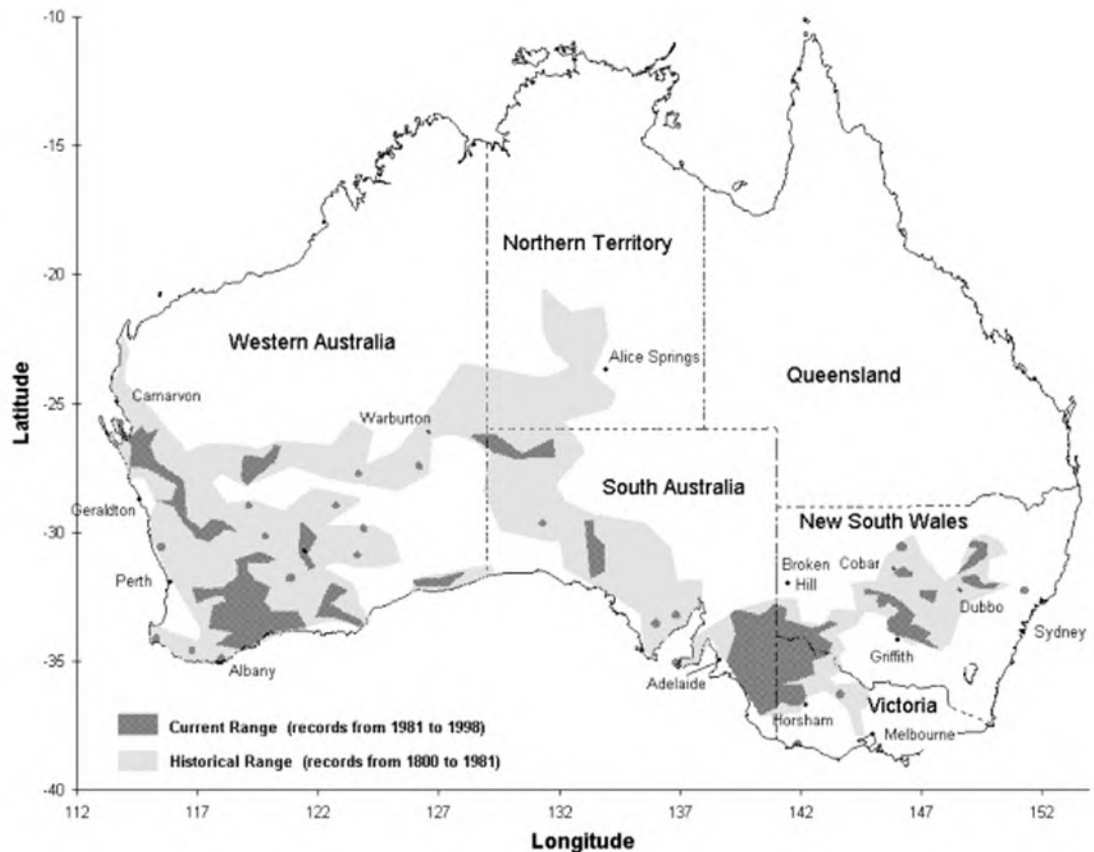 -10
-15
-20
-25
-30
-35
-40
Latitude
Northern Territory
Western Australia
Alice Springs
Queensland
Carnarvon
Warburton
South Australia
Geraldton
New South Wales
Broken
Hill
Cobar
Perth
Dubbo
Sydney
Griffith
Albany
Adelaide
Horsham
Victoria
Melbourne
Current Range (records from 1981 to 1998)
Historical Range (records from 1800 to 1981)
112
117
122
127
132
137
142
147
152
Longitude